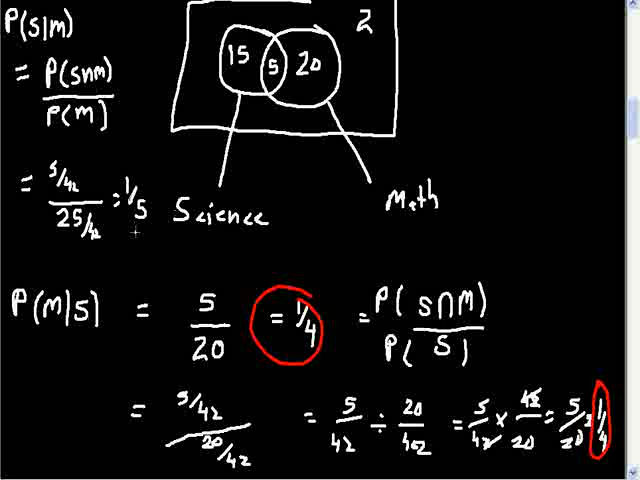 P(s|m)
2
15 5 20
= P(s∩m)
P(m)
= 5/42
25/42
= 1/5
Science
Math
P(M|S) = 5/20 = 1/4 = P(S∩M)/P(S)
= 5/42 / 20/42 = 5/42 ÷ 20/42 = 5/42 × 42/20 = 5/20 = 1/4